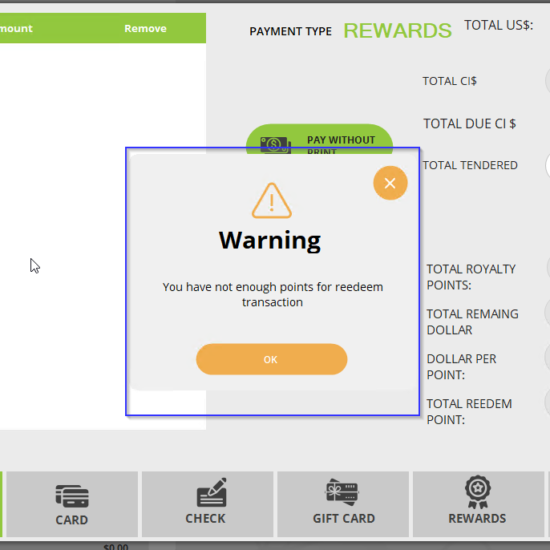 mount Remove
PAYMENT TYPE REWARDS
TOTAL US$:
TOTAL CI$
TOTAL DUE CI $
TOTAL TENDERED
PAY WITHOUT
PRINT
Warning
You have not enough points for reedeem
transaction
OK
TOTAL ROYALTY
POINTS:
TOTAL REMAING
DOLLAR
DOLLAR PER
POINT:
TOTAL REEDEM
POINT:
CARD
CHECK
GIFT CARD
REWARDS
$0.00